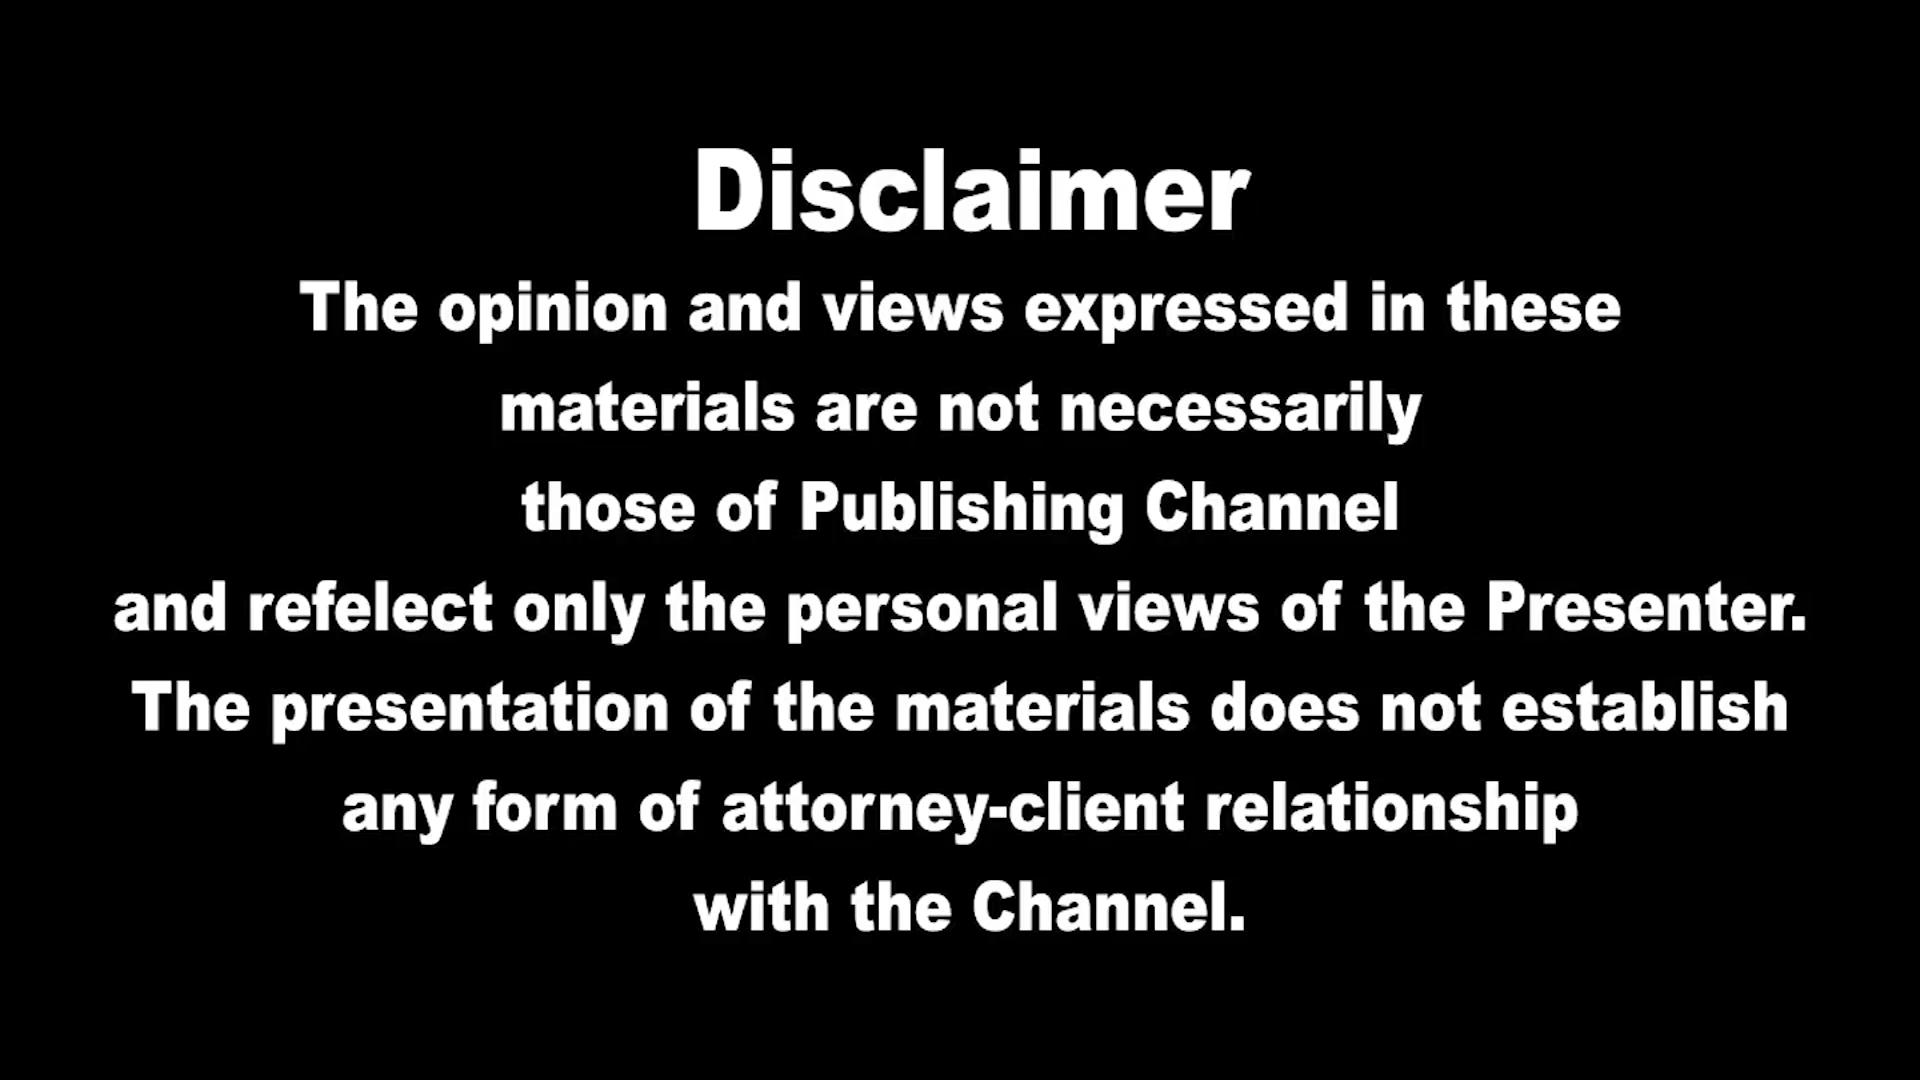 Disclaimer
The opinion and views expressed in these
materials are not necessarily
those of Publishing Channel
and refelect only the personal views of the Presenter.
The presentation of the materials does not establish
any form of attorney-client relationship
with the Channel.